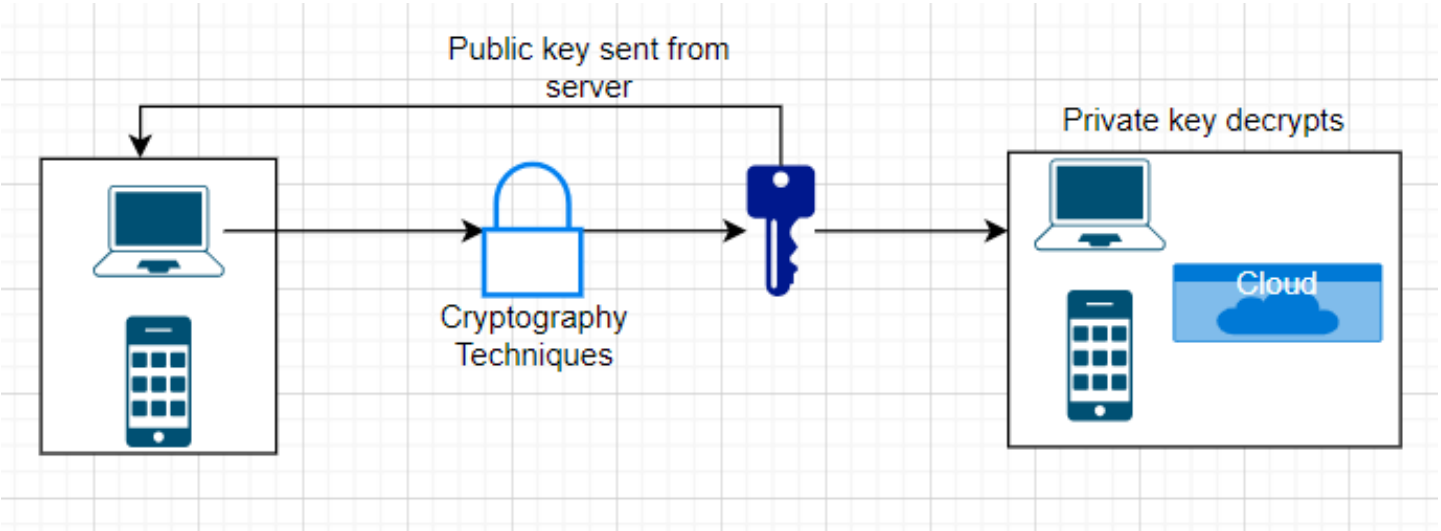 Public key sent from
server
Private key decrypts
Cloud
Cryptography
Techniques